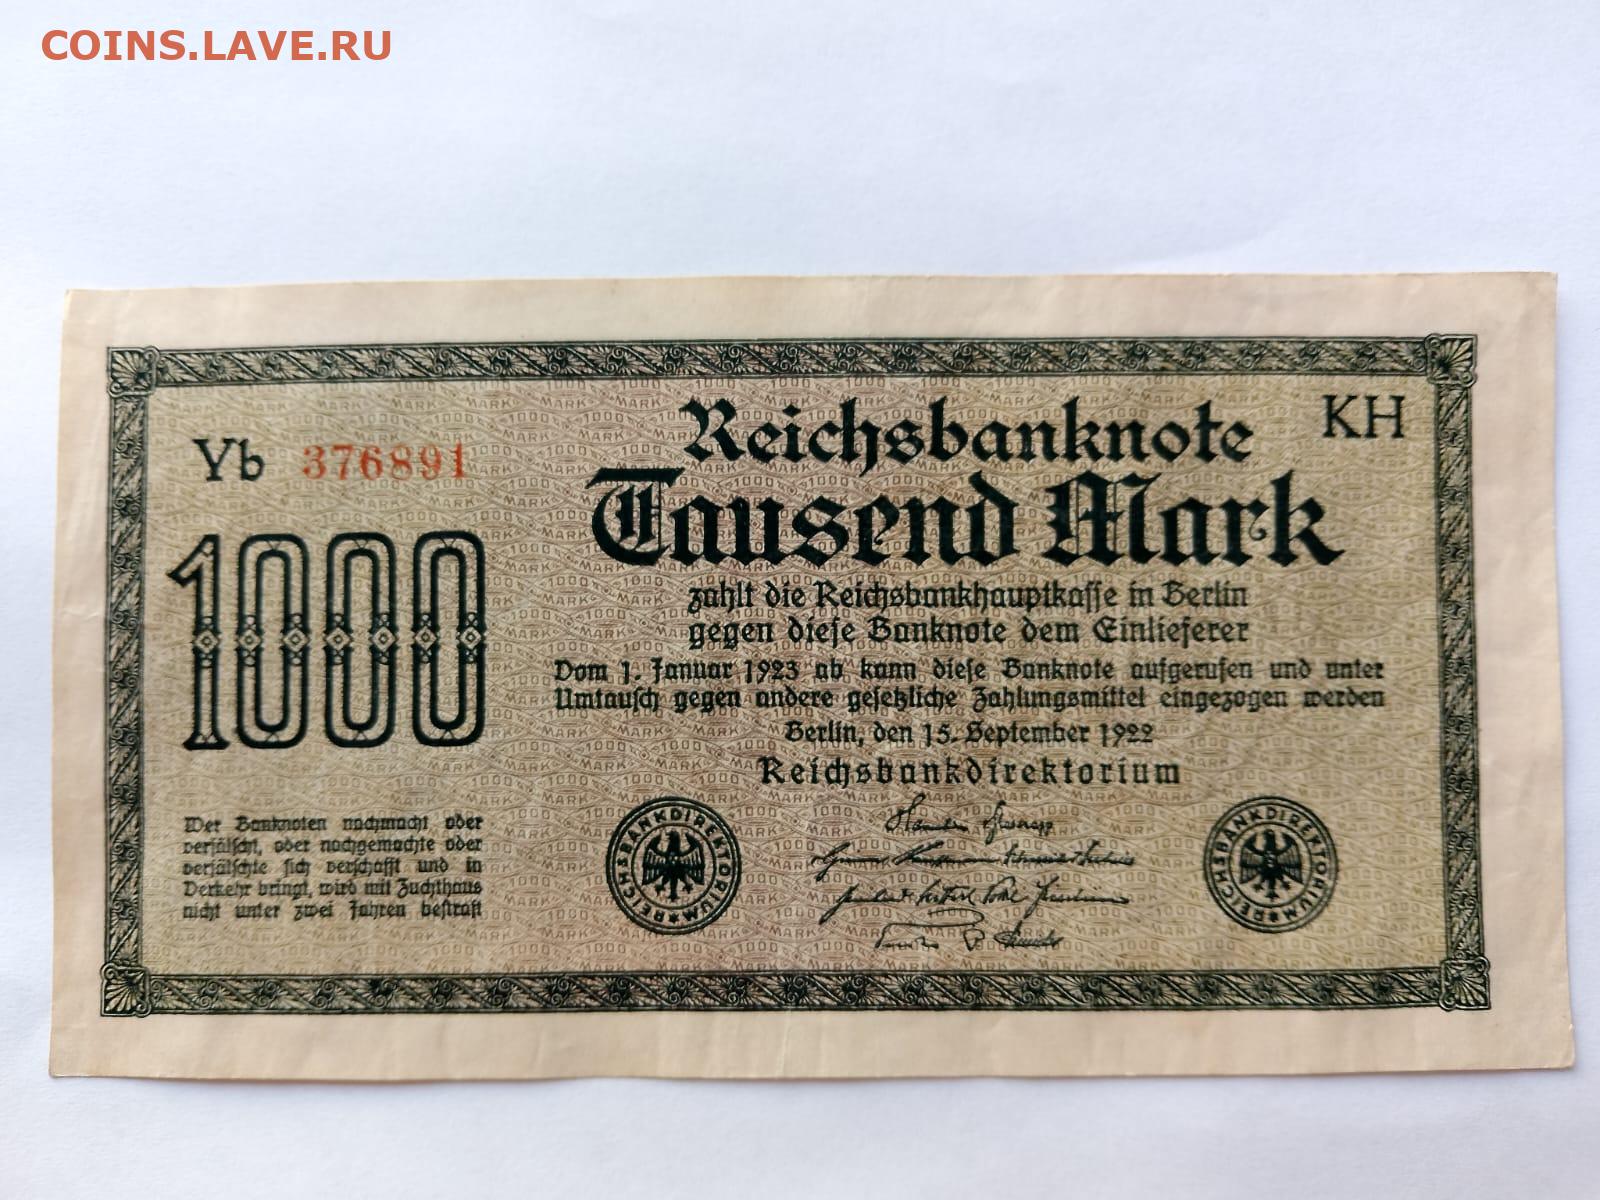 COINS.LAVE.RU
Reichsbanknote
KH
Yb 376891
Tausend Mark
1000
zahlt die Reichsbankhauptkasse in Berlin
gegen diese Banknote dem Einlieferer
Vom 1. Januar 1923 ab kann diese Banknote aufgerufen und unter
Umtausch gegen andere gesetzliche Zahlungsmittel eingezogen werden
Berlin, den 15. September 1922
Reichsbankdirektorium
Wer Banknoten nachmacht oder
verfälscht, oder nachgemachte oder
verfälschte sich verschafft und in
Verkehr bringt, wird mit Zuchthaus
nicht unter zwei Jahren bestraft
REICHSBANKDIREKTORIUM
REICHSBANKDIREKTORIUM